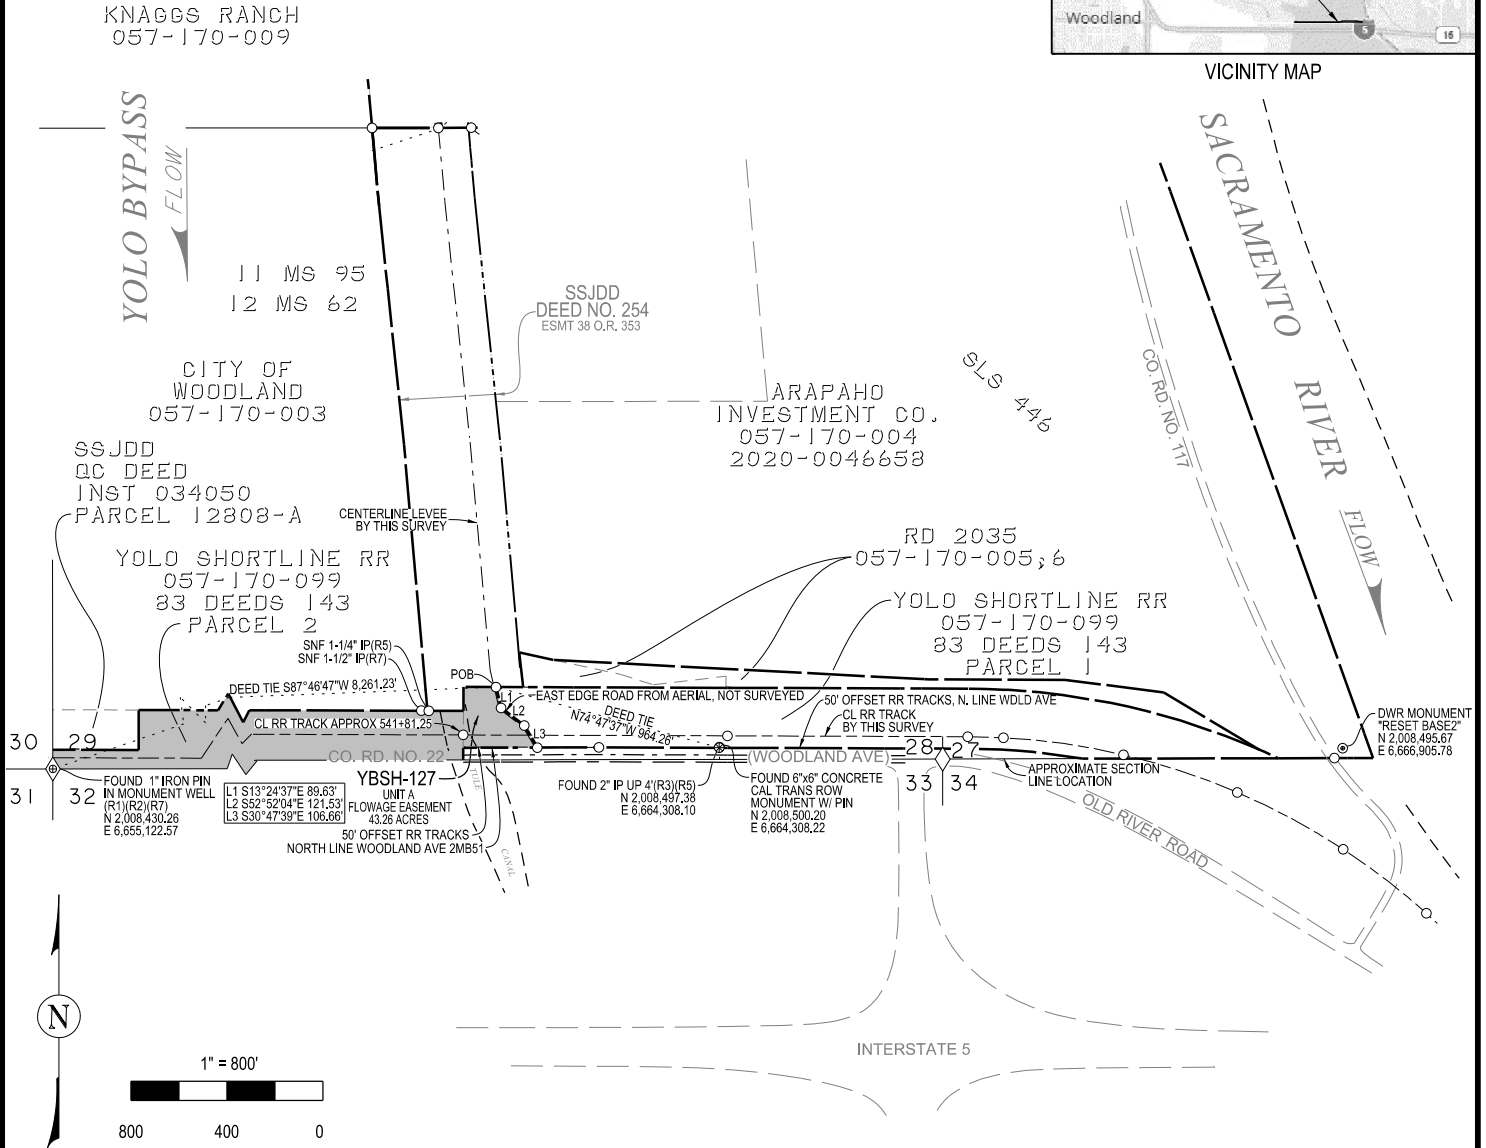 KNAGGS RANCH
057-170-009
Woodland
5
16
VICINITY MAP
YOLO BYPASS
FLOW
SACRAMENTO RIVER
FLOW
11 MS 95
12 MS 62
SSJDD
DEED NO. 254
ESMT 38 O.R. 353
CITY OF
WOODLAND
057-170-003
ARAPAHO
INVESTMENT CO.
057-170-004
2020-0046658
SLS 446
CO. RD. NO. 117
SSJDD
QC DEED
INST 034050
PARCEL 12808-A
CENTERLINE LEVEE
BY THIS SURVEY
YOLO SHORTLINE RR
057-170-099
83 DEEDS 143
PARCEL 2
RD 2035
057-170-005;6
YOLO SHORTLINE RR
057-170-099
83 DEEDS 143
PARCEL 1
SNF 1-1/4" IP(R5)
SNF 1-1/2" IP(R7)
POB
DEED TIE S87°46'47"W 8,261.23'
L1
L2
L3
EAST EDGE ROAD FROM AERIAL, NOT SURVEYED
DEED TIE
N74°47'37"W 964.26'
50' OFFSET RR TRACKS, N. LINE WDLD AVE
CL RR TRACK
BY THIS SURVEY
CL RR TRACK APPROX 541+81.25
DWR MONUMENT
"RESET BASE2"
N 2,008,495.67
E 6,666,905.78
30 29
31 32
CO. RD. NO. 22
(WOODLAND AVE)
28 27
33 34
FOUND 1" IRON PIN
IN MONUMENT WELL
(R1)(R2)(R7)
N 2,008,430.26
E 6,655,122.57
L1 S13°24'37"E 89.63'
L2 S52°52'04"E 121.53'
L3 S30°47'39"E 106.66'
YBSH-127
UNIT A
FLOWAGE EASEMENT
43.26 ACRES
50' OFFSET RR TRACKS
NORTH LINE WOODLAND AVE 2MB51
TULE
CANAL
FOUND 2" IP UP 4'(R3)(R5)
N 2,008,497.38
E 6,664,308.10
FOUND 6"x6" CONCRETE
CAL TRANS ROW
MONUMENT W/ PIN
N 2,008,500.20
E 6,664,308.22
APPROXIMATE SECTION
LINE LOCATION
OLD RIVER ROAD
INTERSTATE 5
N
1" = 800'
800 400 0